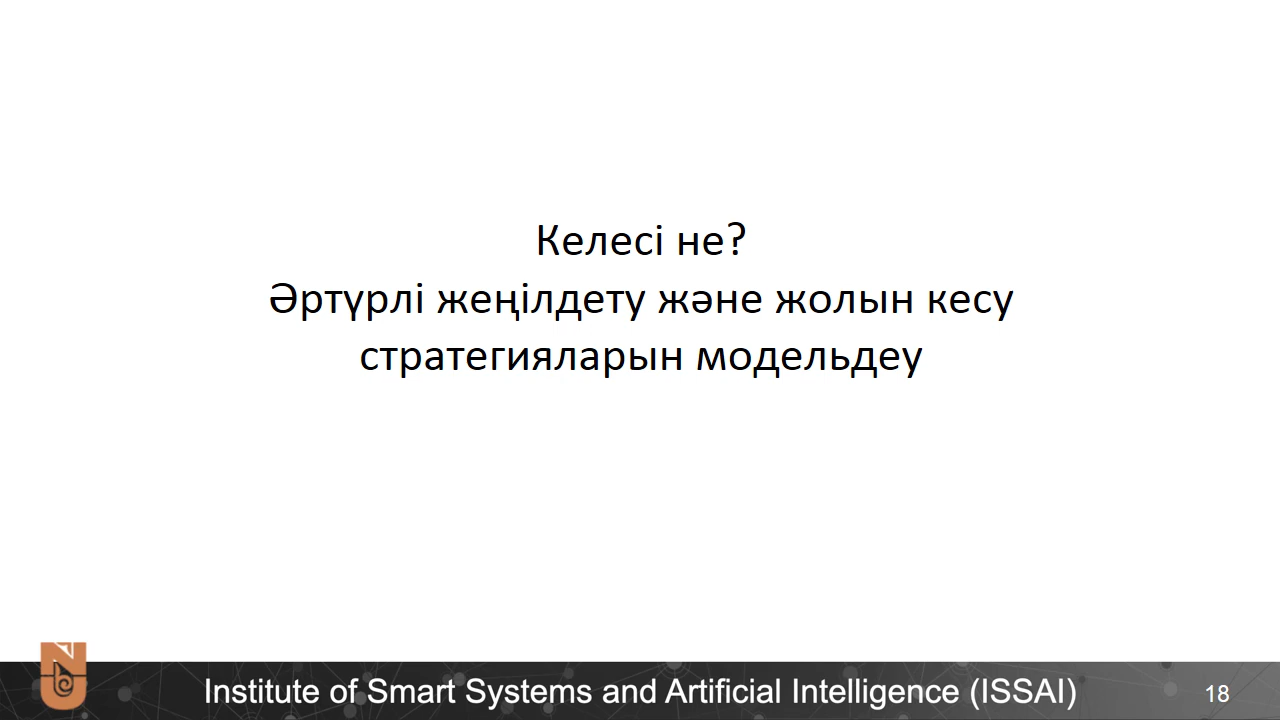 Келесі не?
Әртүрлі жеңілдету және жолын кесу
стратегияларын модельдеу
Institute of Smart Systems and Artificial Intelligence (ISSAI)
18